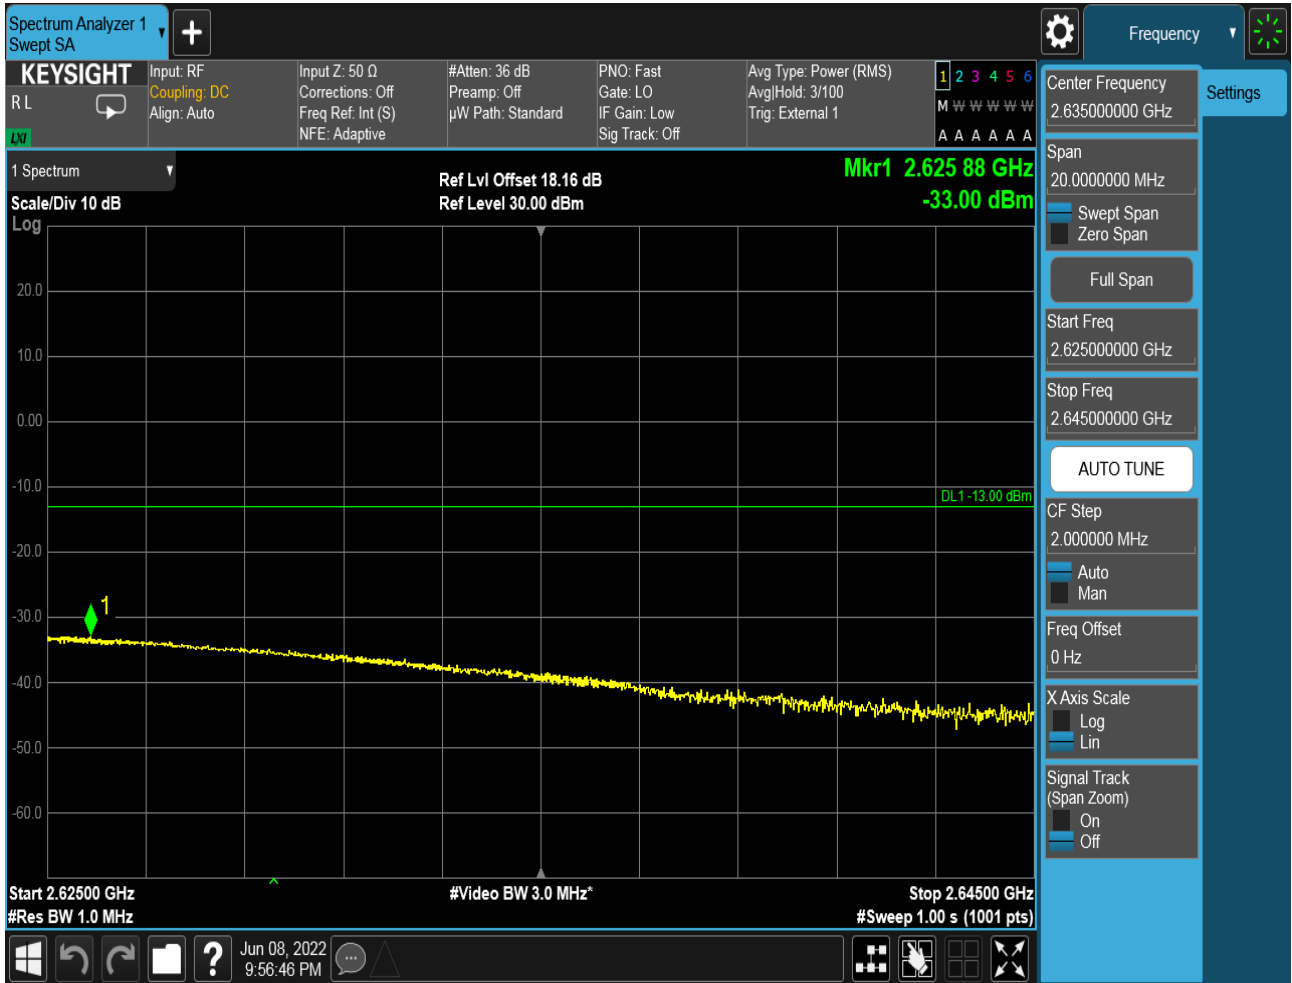 Spectrum Analyzer 1
Swept SA
Frequency
KEYSIGHT
R L
LXI
Input: RF
Coupling: DC
Align: Auto
Input Z: 50 Ω
Corrections: Off
Freq Ref: Int (S)
NFE: Adaptive
#Atten: 36 dB
Preamp: Off
µW Path: Standard
PNO: Fast
Gate: LO
IF Gain: Low
Sig Track: Off
Avg Type: Power (RMS)
Avg|Hold: 3/100
Trig: External 1
1 2 3 4 5 6
M W W W W W
A A A A A A
1 Spectrum
Scale/Div 10 dB
Log
Ref Lvl Offset 18.16 dB
Ref Level 30.00 dBm
Mkr1 2.625 88 GHz
-33.00 dBm
20.0
10.0
0.00
-10.0
DL1 -13.00 dBm
-20.0
-30.0
1
-40.0
-50.0
-60.0
Start 2.62500 GHz
#Video BW 3.0 MHz*
Stop 2.64500 GHz
#Res BW 1.0 MHz
#Sweep 1.00 s (1001 pts)
Jun 08, 2022
9:56:46 PM
?
Center Frequency
2.635000000 GHz
Settings
Span
20.0000000 MHz
Swept Span
Zero Span
Full Span
Start Freq
2.625000000 GHz
Stop Freq
2.645000000 GHz
AUTO TUNE
CF Step
2.000000 MHz
Auto
Man
Freq Offset
0 Hz
X Axis Scale
Log
Lin
Signal Track
(Span Zoom)
On
Off